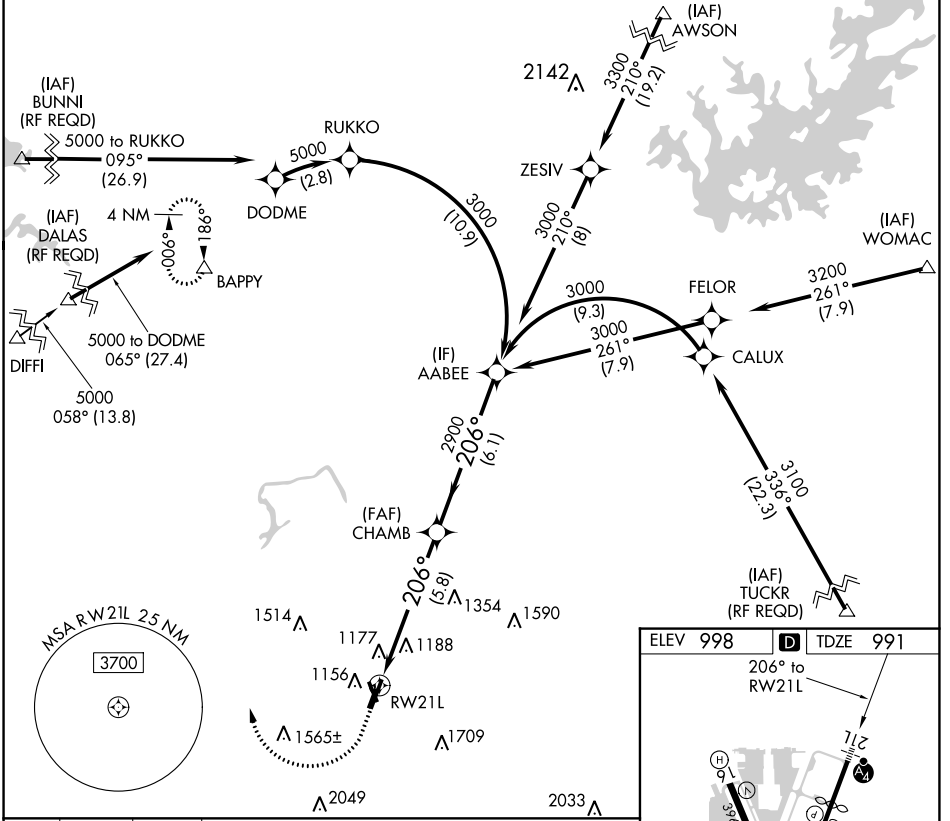 (IAF)
AWSON
3300
210°
(19.2)
2142
(IAF)
BUNNI
(RF REQD)
5000 to RUKKO
095°
(26.9)
RUKKO
5000
(2.8)
DODME
ZESIV
3000
(10.9)
3000
210°
(8)
4 NM
006°
186°
BAPPY
(IAF)
DALAS
(RF REQD)
(IAF)
WOMAC
3200
261°
(7.9)
FELOR
3000
(9.3)
3000
261°
(7.9)
CALUX
5000 to DODME
065° (27.4)
DIFFI
5000
058° (13.8)
(IF)
AABEE
2900
206°
(6.1)
3100
336°
(22.3)
(FAF)
CHAMB
206°
(5.8)
(IAF)
TUCKR
(RF REQD)
1354
1590
1514
1177
1188
1156
RW21L
1565±
1709
2049
2033
MSA RW21L 25 NM
3700
ELEV 998
D
TDZE 991
206° to
RW21L
21L
A4
H
N
P
19